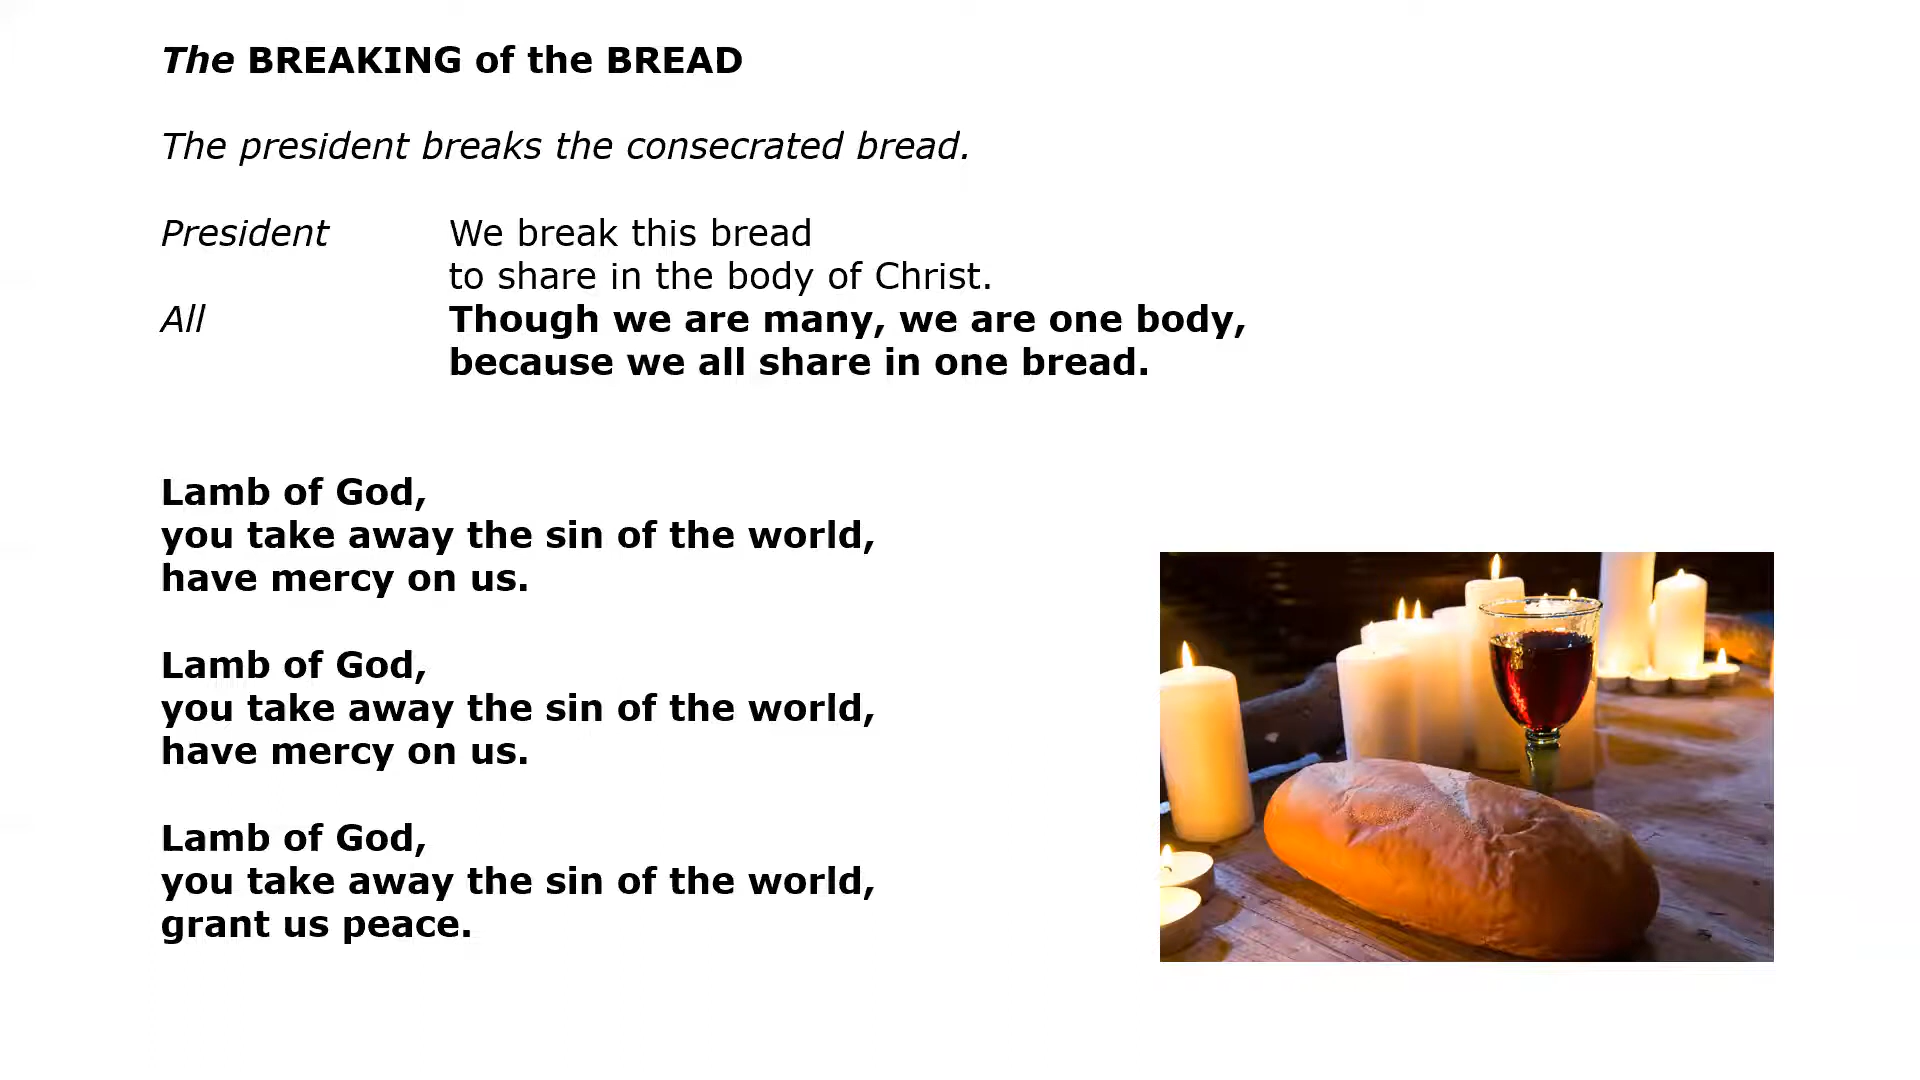 The BREAKING of the BREAD
The president breaks the consecrated bread.
President We break this bread
to share in the body of Christ.
All Though we are many, we are one body,
because we all share in one bread.
Lamb of God,
you take away the sin of the world,
have mercy on us.
Lamb of God,
you take away the sin of the world,
have mercy on us.
Lamb of God,
you take away the sin of the world,
grant us peace.